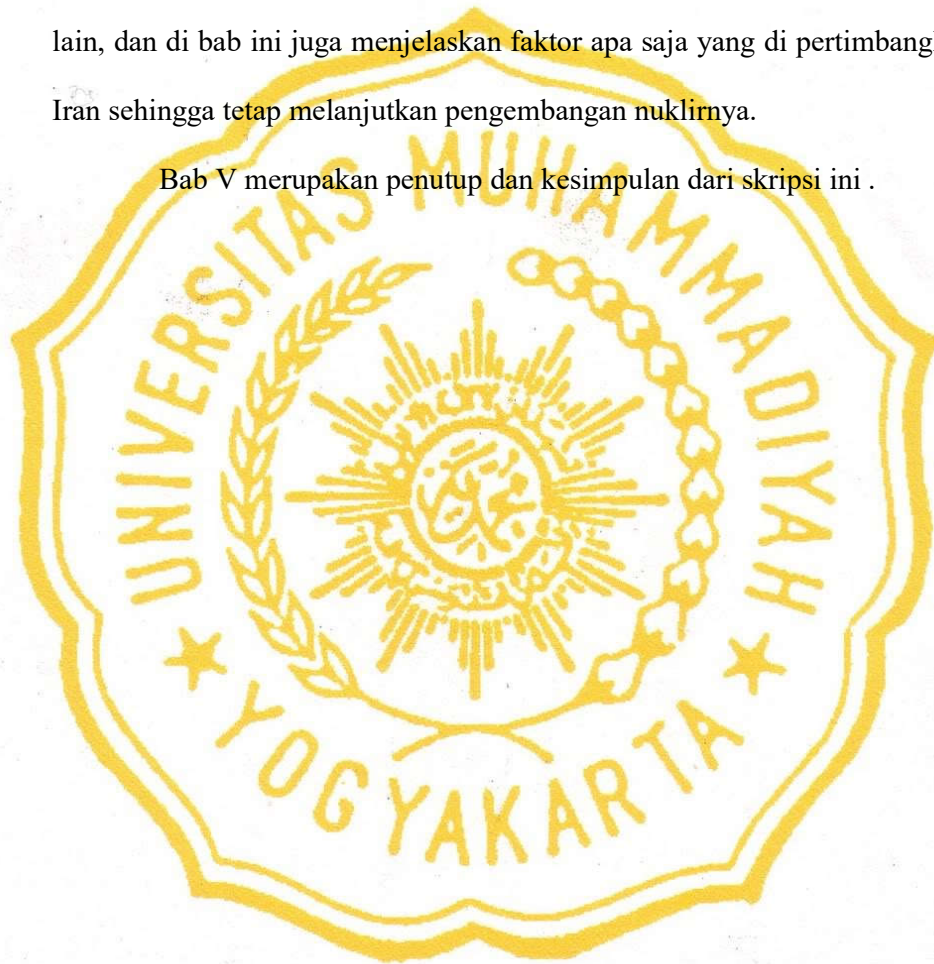 lain, dan di bab ini juga menjelaskan faktor apa saja yang di pertimbang
Iran sehingga tetap melanjutkan pengembangan nuklirnya.
Bab V merupakan penutup dan kesimpulan dari skripsi ini .
UNIVERSITAS MUHAMMADIYAH
YOGYAKARTA